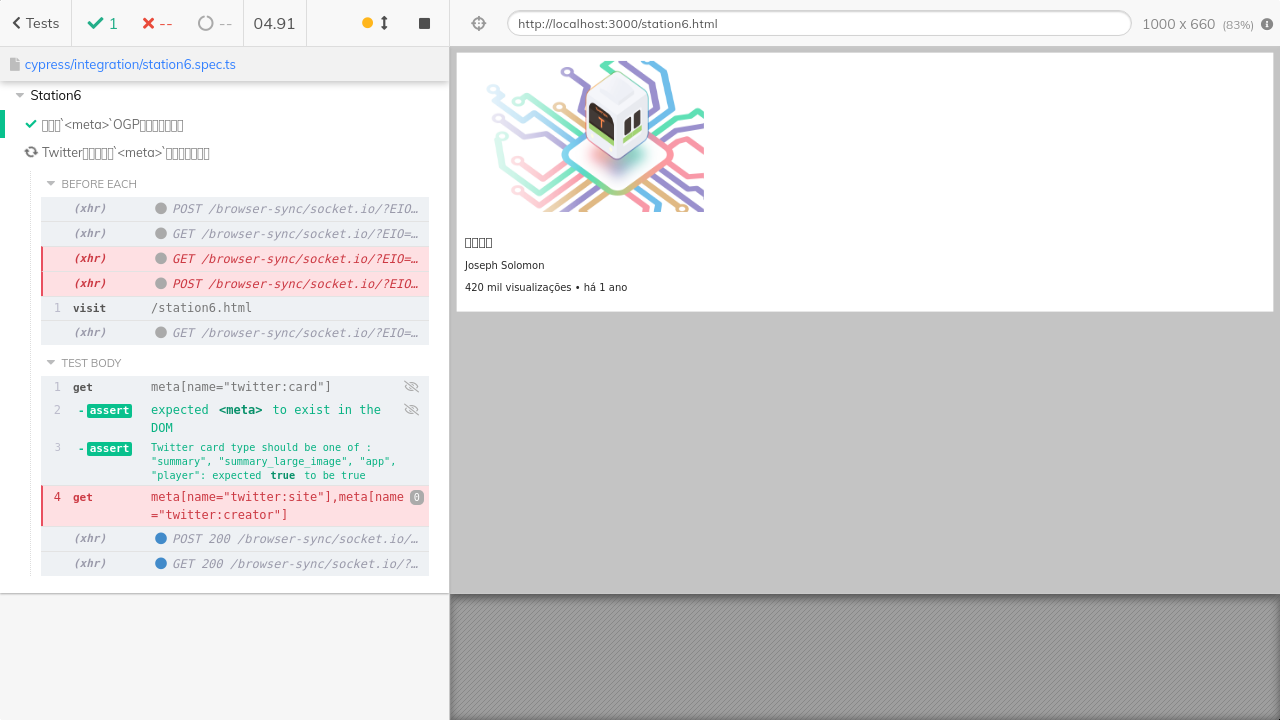 Tests
1
--
--
04.91
http://localhost:3000/station6.html
1000 x 660 (83%)
cypress/integration/station6.spec.ts
Station6
`<meta>`OGP
Twitter `<meta>`
BEFORE EACH
(xhr) POST /browser-sync/socket.io/?EIO…
(xhr) GET /browser-sync/socket.io/?EIO=…
(xhr) GET /browser-sync/socket.io/?EIO=…
(xhr) POST /browser-sync/socket.io/?EIO…
1 visit /station6.html
(xhr) GET /browser-sync/socket.io/?EIO=…
TEST BODY
1 get meta[name="twitter:card"]
2 -assert expected <meta> to exist in the
DOM
3 -assert Twitter card type should be one of :
"summary", "summary_large_image", "app",
"player": expected true to be true
4 get meta[name="twitter:site"],meta[name 0
="twitter:creator"]
(xhr) POST 200 /browser-sync/socket.io/…
(xhr) GET 200 /browser-sync/socket.io/?…
Joseph Solomon
420 mil visualizações • há 1 ano